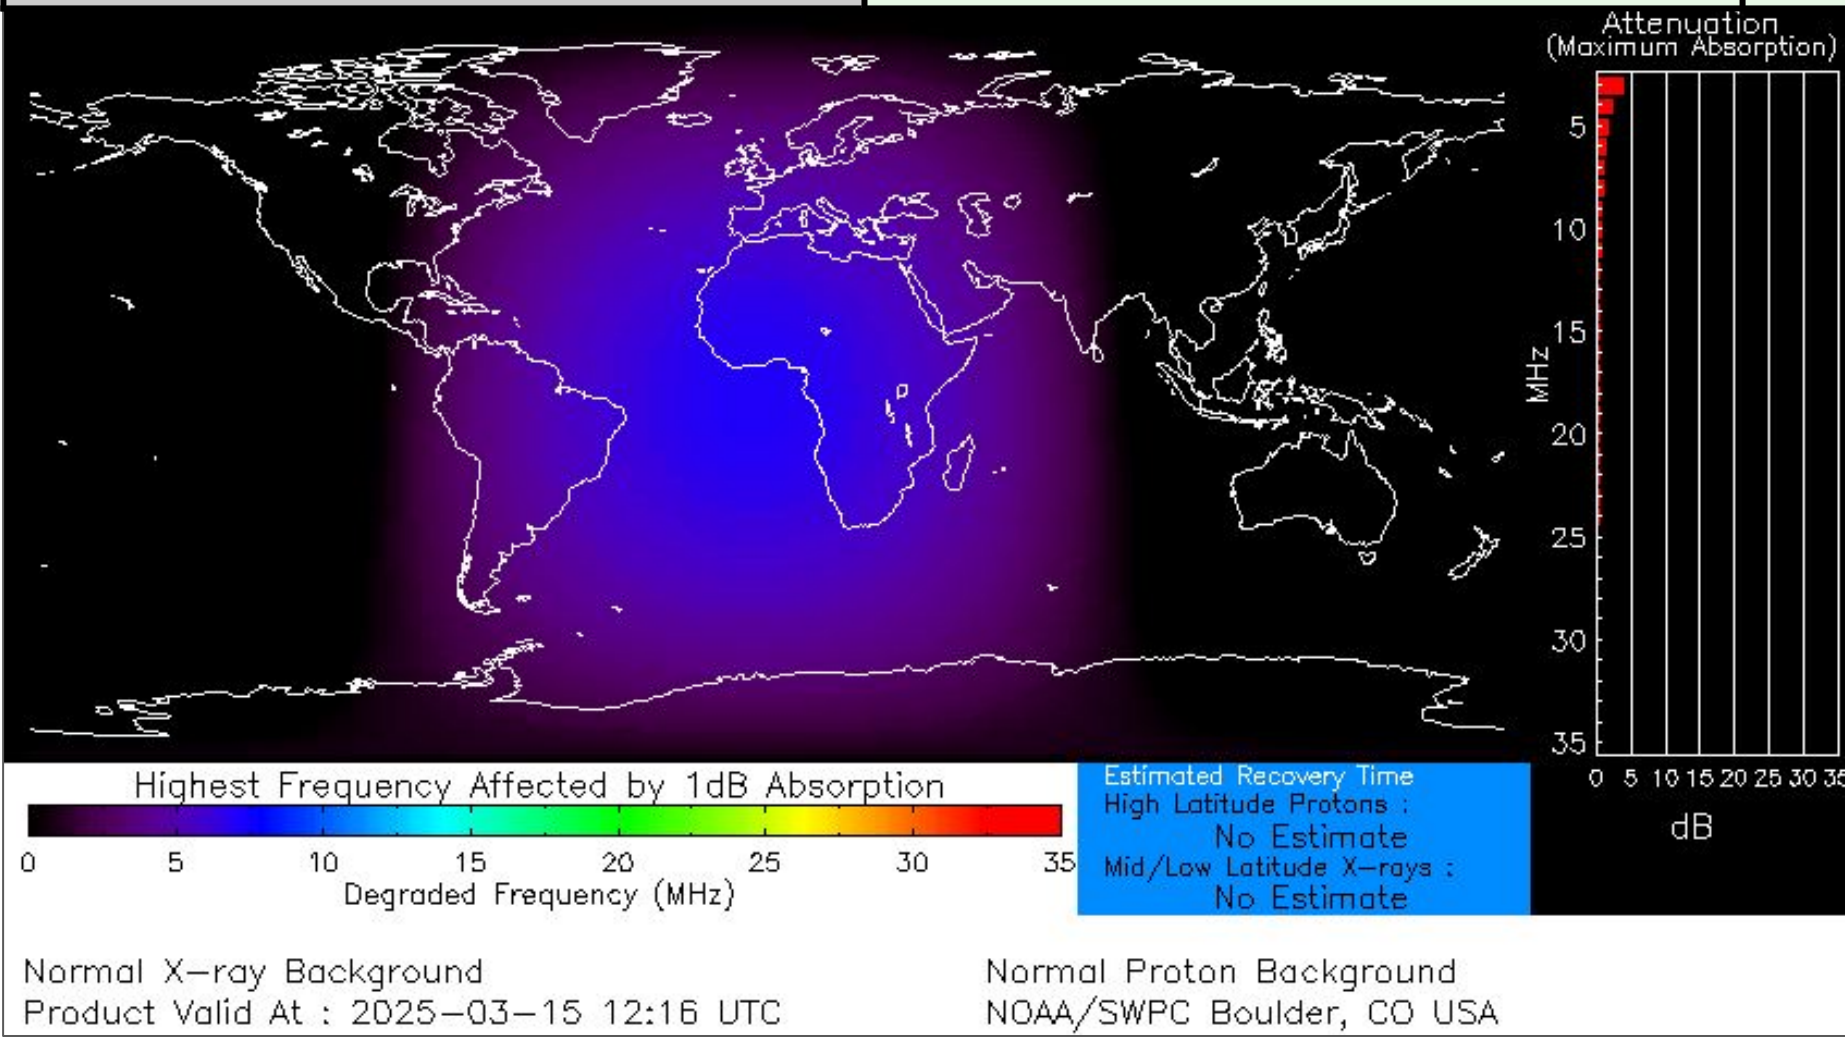 Attenuation
(Maximum Absorption)
5
10
15
20
25
30
35
MHz
0 5 10 15 20 25 30 35
dB
Highest Frequency Affected by 1dB Absorption
0 5 10 15 20 25 30 35
Degraded Frequency (MHz)
Estimated Recovery Time
High Latitude Protons :
No Estimate
Mid/Low Latitude X-rays :
No Estimate
Normal X-ray Background
Normal Proton Background
Product Valid At : 2025-03-15 12:16 UTC
NOAA/SWPC Boulder, CO USA